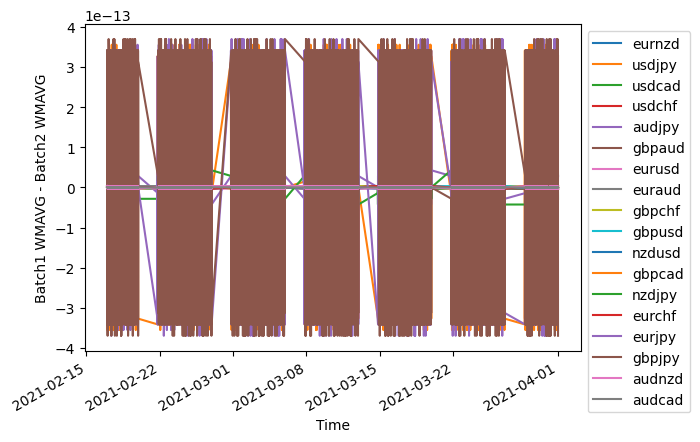 1e−13
4
3
2
1
0
−1
−2
−3
−4
Batch1 WMAVG - Batch2 WMAVG
2021-02-15
2021-02-22
2021-03-01
2021-03-08
2021-03-15
2021-03-22
2021-04-01
Time
eurnzd
usdjpy
usdcad
usdchf
audjpy
gbpaud
eurusd
euraud
gbpchf
gbpusd
nzdusd
gbpcad
nzdjpy
eurchf
eurjpy
gbpjpy
audnzd
audcad